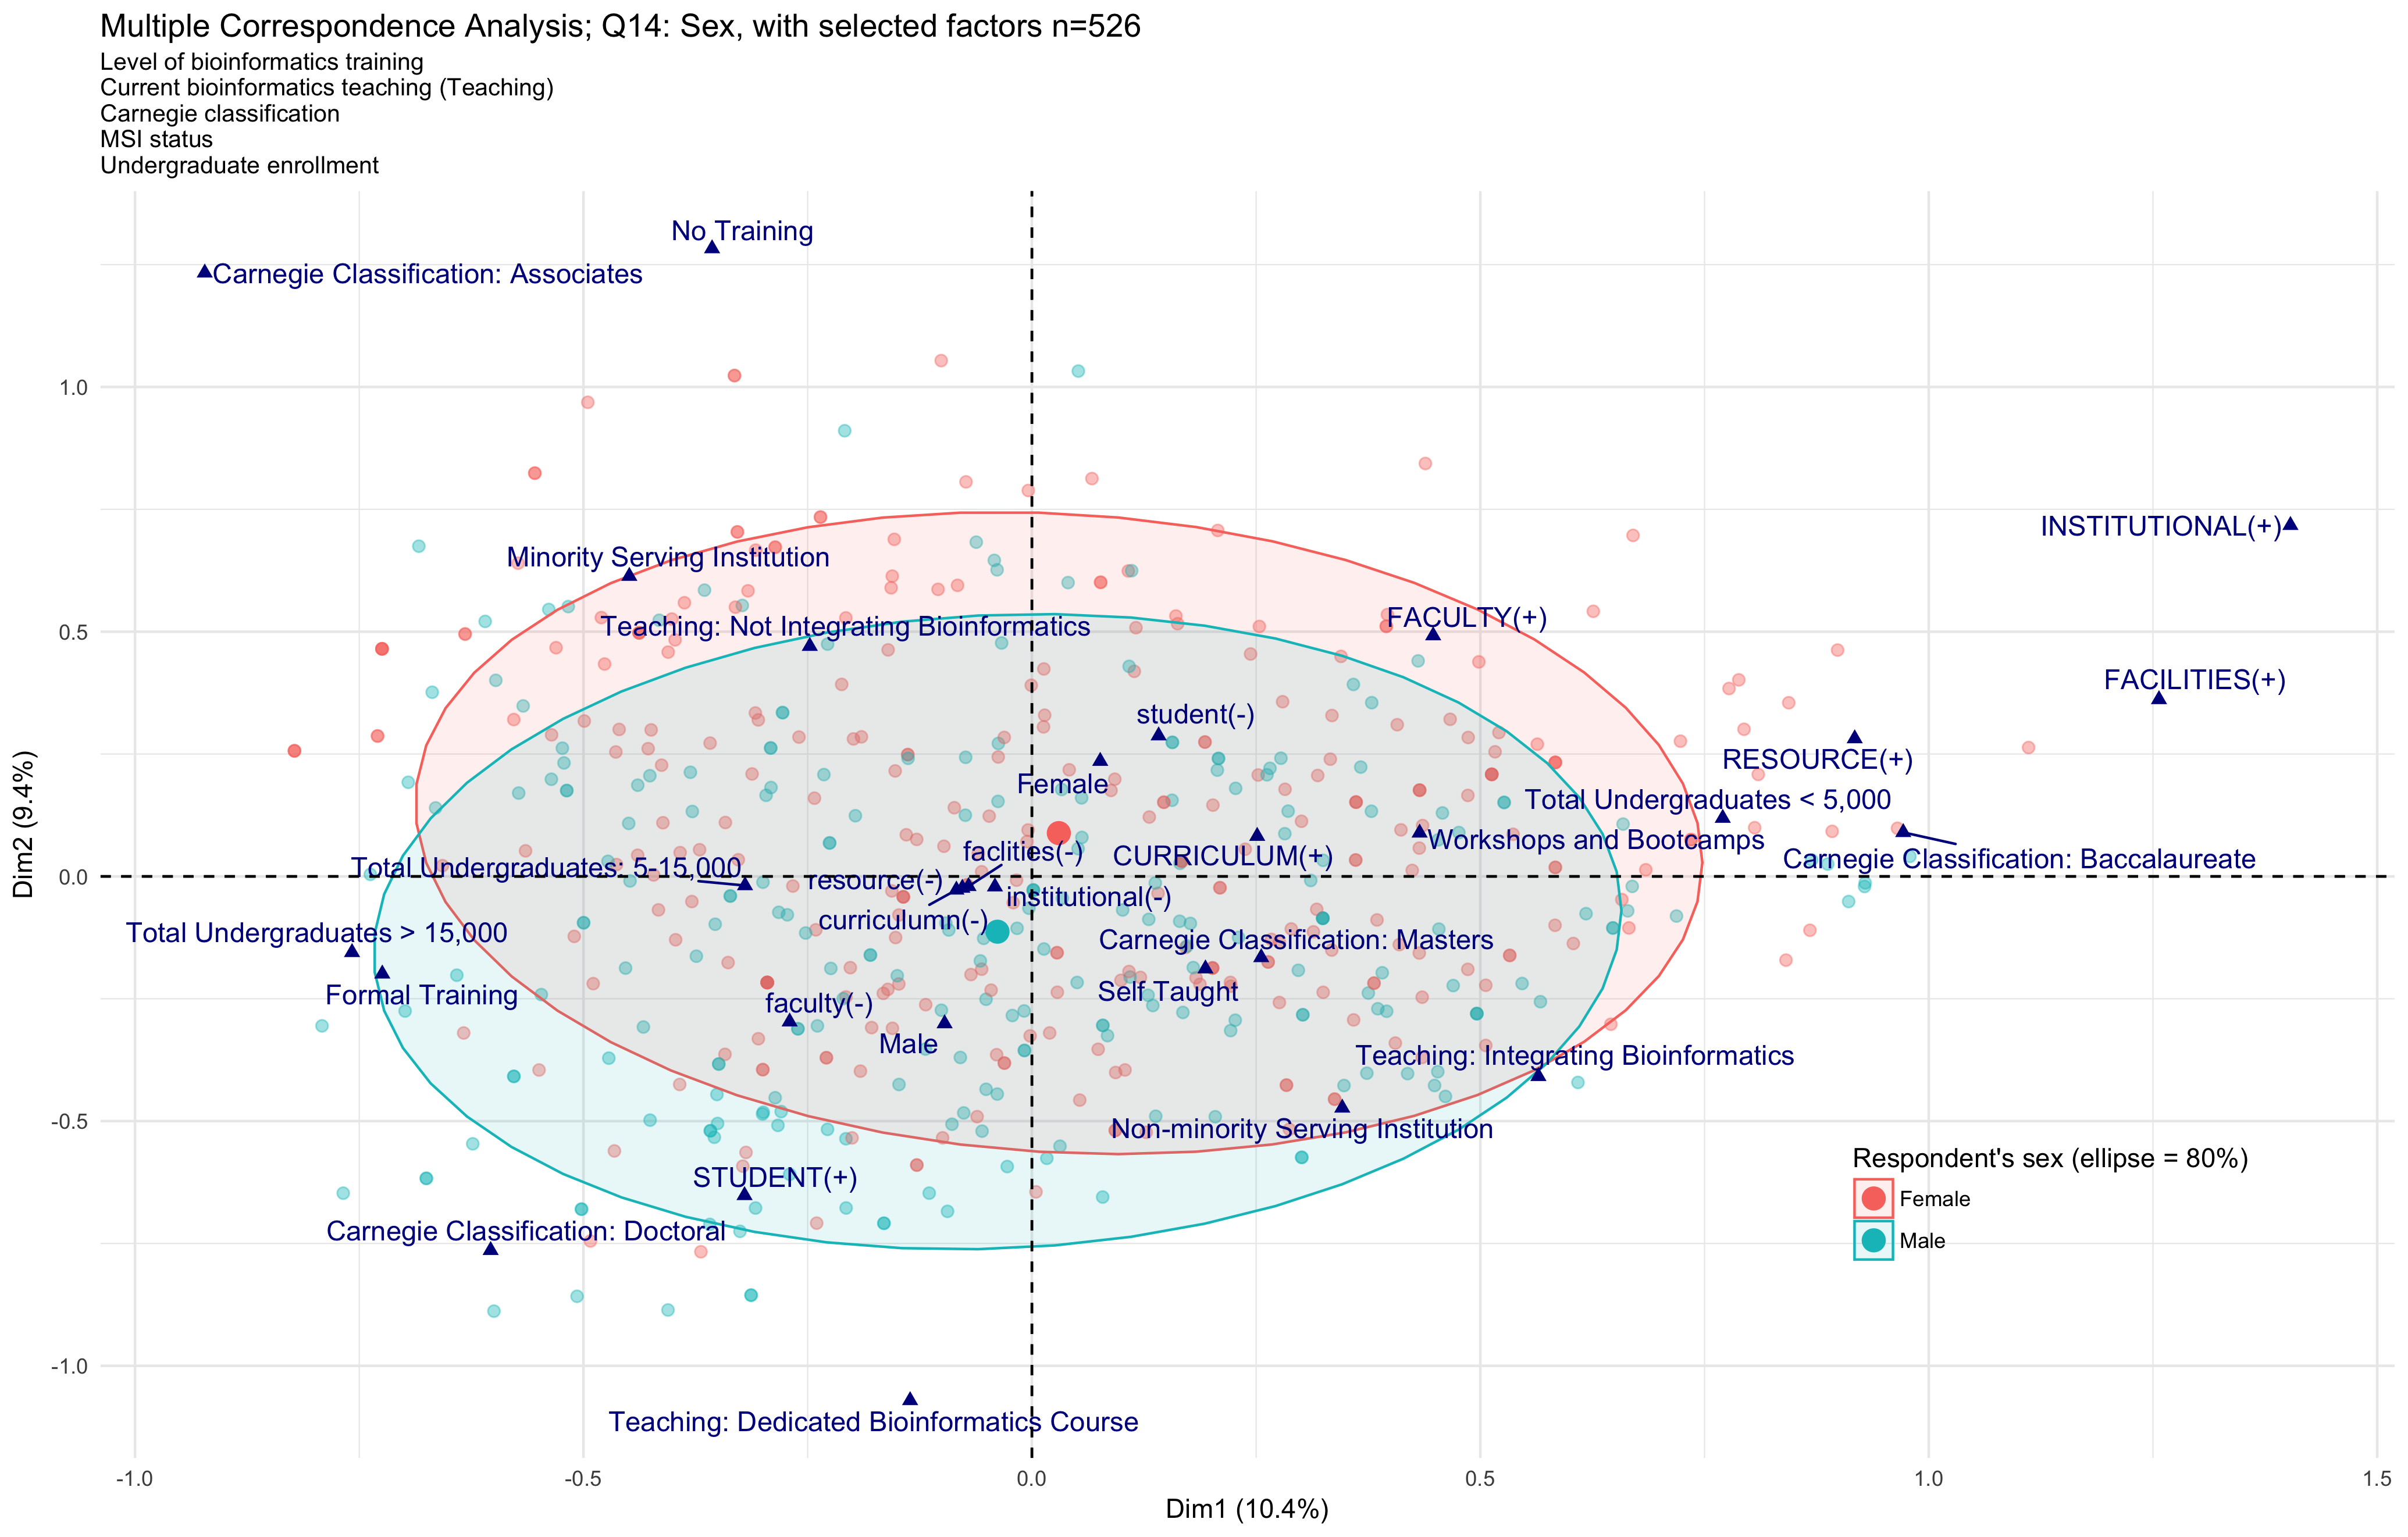 Multiple Correspondence Analysis; Q14: Sex, with selected factors n=526
Level of bioinformatics training
Current bioinformatics teaching (Teaching)
Carnegie classification
MSI status
Undergraduate enrollment
No Training
Carnegie Classification: Associates
1.0
INSTITUTIONAL(+)
Minority Serving Institution
FACULTY(+)
Teaching: Not Integrating Bioinformatics
0.5
FACILITIES(+)
student(-)
RESOURCE(+)
Female
Total Undergraduates < 5,000
Workshops and Bootcamps
faclities(-)
CURRICULUM(+)
Carnegie Classification: Baccalaureate
Total Undergraduates: 5-15,000
0.0
resource(-)
institutional(-)
curriculumn(-)
Total Undergraduates > 15,000
Carnegie Classification: Masters
Formal Training
Self Taught
faculty(-)
Male
Teaching: Integrating Bioinformatics
-0.5
Non-minority Serving Institution
STUDENT(+)
Carnegie Classification: Doctoral
Respondent's sex (ellipse = 80%)
Female
Male
-1.0
Teaching: Dedicated Bioinformatics Course
Dim2 (9.4%)
-1.0
-0.5
0.0
0.5
1.0
1.5
Dim1 (10.4%)